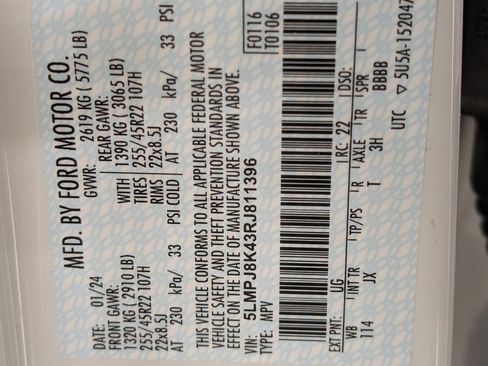 MFD. BY FORD MOTOR CO.
DATE: 01/24 GVWR: 2619 KG ( 5775 LB)
FRONT GAWR: REAR GAWR:
1320 KG ( 2910 LB) WITH 1390 KG ( 3065 LB)
255/45R22 107H TIRES 255/45R22 107H
22x8.5J RIMS 22x8.5J
AT 230 kPa/ 33 PSI COLD AT 230 kPa/ 33 PSI
THIS VEHICLE CONFORMS TO ALL APPLICABLE FEDERAL MOTOR
VEHICLE SAFETY AND THEFT PREVENTION STANDARDS IN
EFFECT ON THE DATE OF MANUFACTURE SHOWN ABOVE.
VIN: 5LMPJ8K43RJ811396
TYPE: MPV
F0116
T0106
EXT PNT: UG RC: 22 DSO:
WB INT TR TP/PS R AXLE TR SPR
114 JX T 3H BBBB
UTC ▽ 5U5A-152047